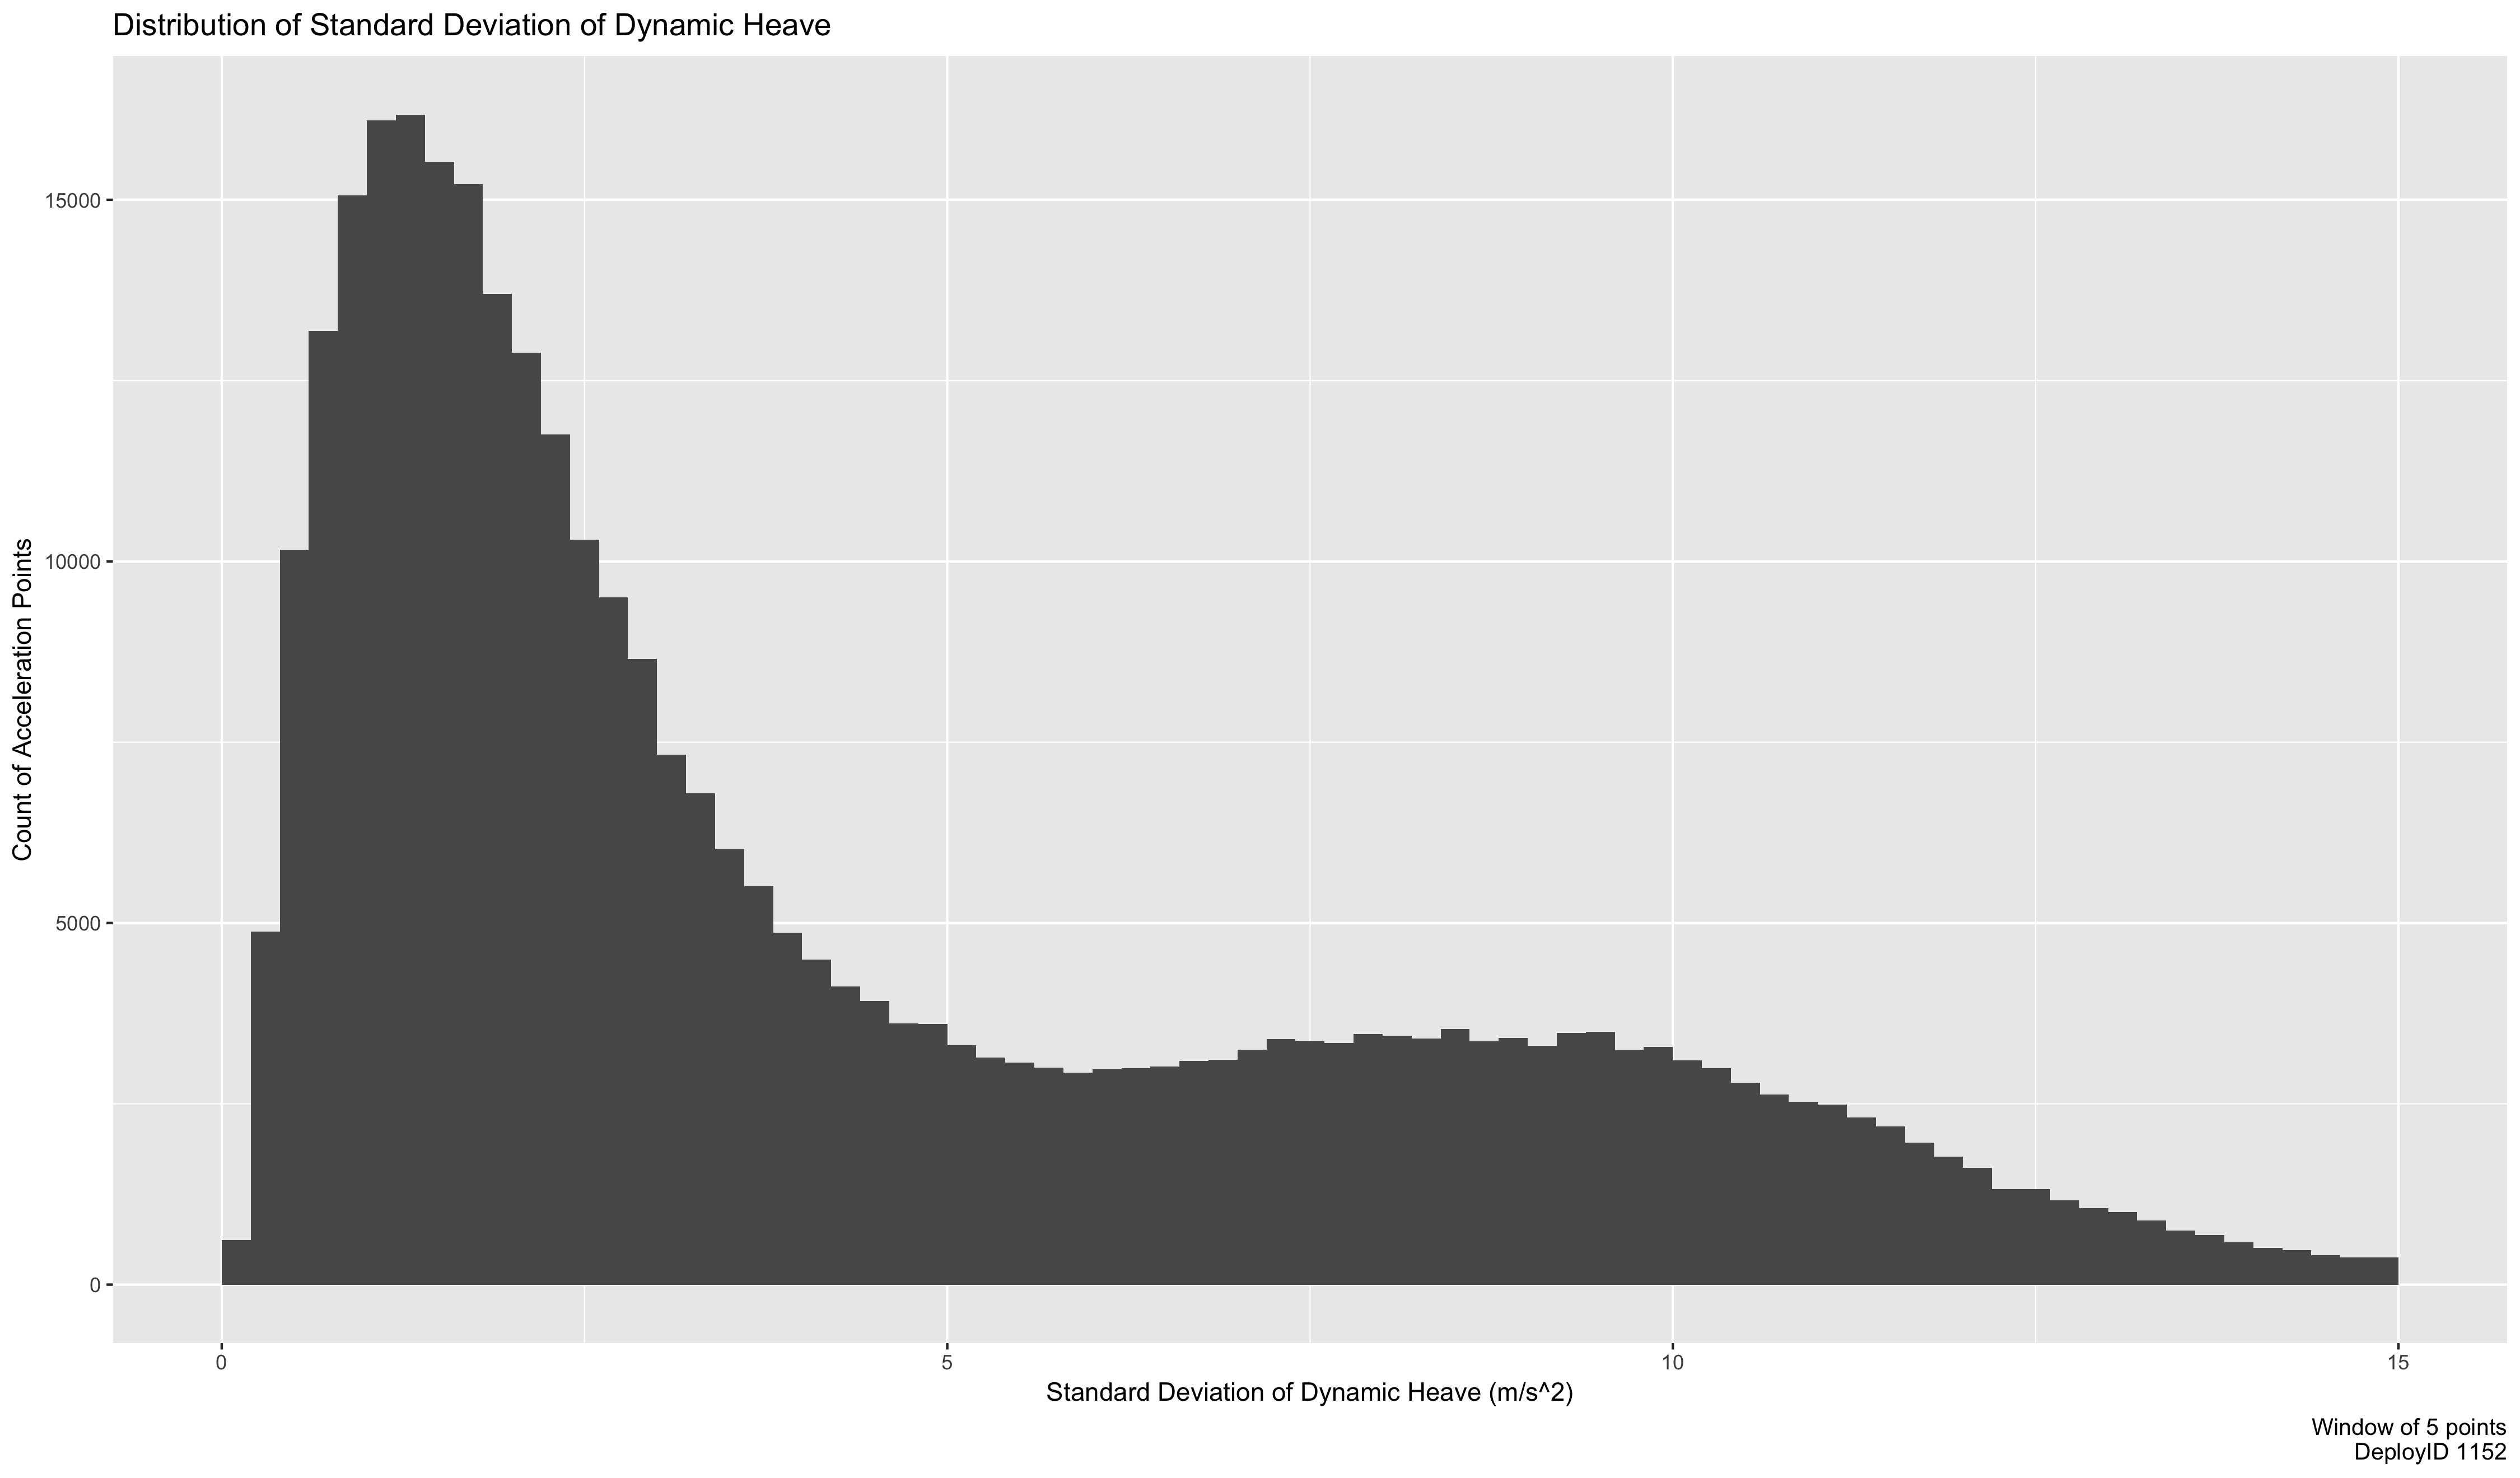 Distribution of Standard Deviation of Dynamic Heave
Count of Acceleration Points
15000
10000
5000
0
0
5
10
15
Standard Deviation of Dynamic Heave (m/s^2)
Window of 5 points
DeployID 1152